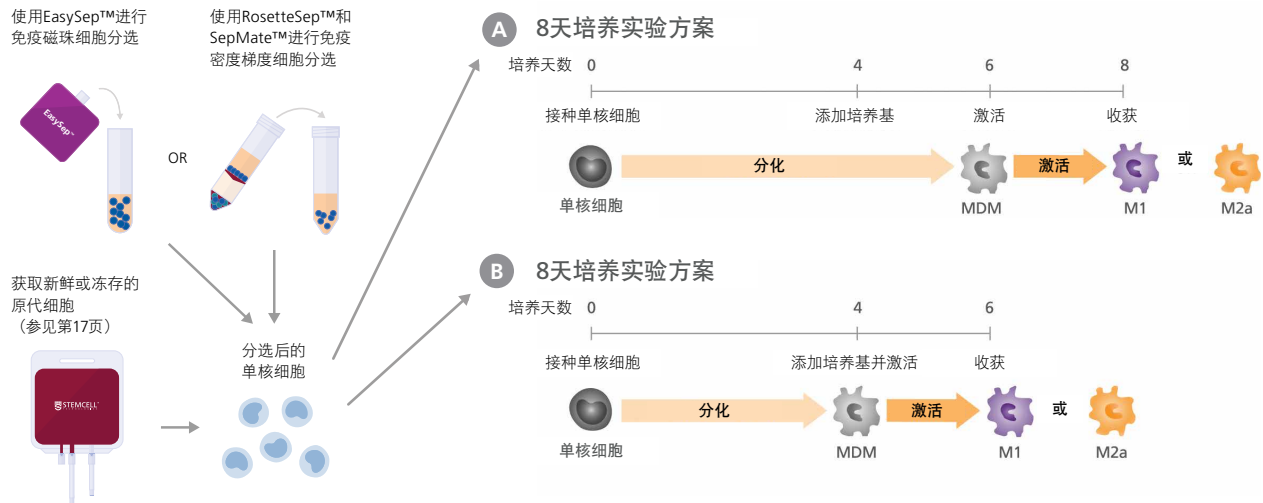 使用EasySep™进行
免疫磁珠细胞分选
使用RosetteSep™和
SepMate™进行免疫
密度梯度细胞分选
EasySep™
OR
获取新鲜或冻存的
原代细胞
（参见第17页）
STEMCELL
分选后的
单核细胞
A 8天培养实验方案
培养天数 0 4 6 8
接种单核细胞 添加培养基 激活 收获
分化 激活 或
单核细胞 MDM M1 M2a
B 8天培养实验方案
培养天数 0 4 6
接种单核细胞 添加培养基并激活 收获
分化 激活 或
单核细胞 MDM M1 M2a